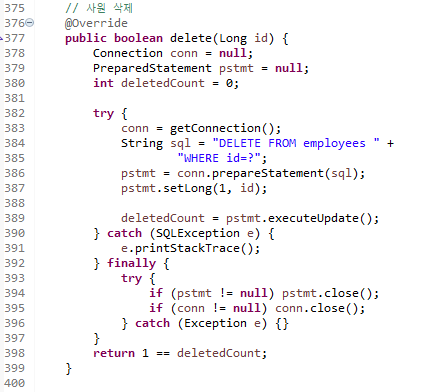 375 // 사원 삭제
376 @Override
377 public boolean delete(Long id) {
378 Connection conn = null;
379 PreparedStatement pstmt = null;
380 int deletedCount = 0;
381
382 try {
383 conn = getConnection();
384 String sql = "DELETE FROM employees " +
385 "WHERE id=?";
386 pstmt = conn.prepareStatement(sql);
387 pstmt.setLong(1, id);
388
389 deletedCount = pstmt.executeUpdate();
390 } catch (SQLException e) {
391 e.printStackTrace();
392 } finally {
393 try {
394 if (pstmt != null) pstmt.close();
395 if (conn != null) conn.close();
396 } catch (Exception e) {}
397 }
398 return 1 == deletedCount;
399 }
400